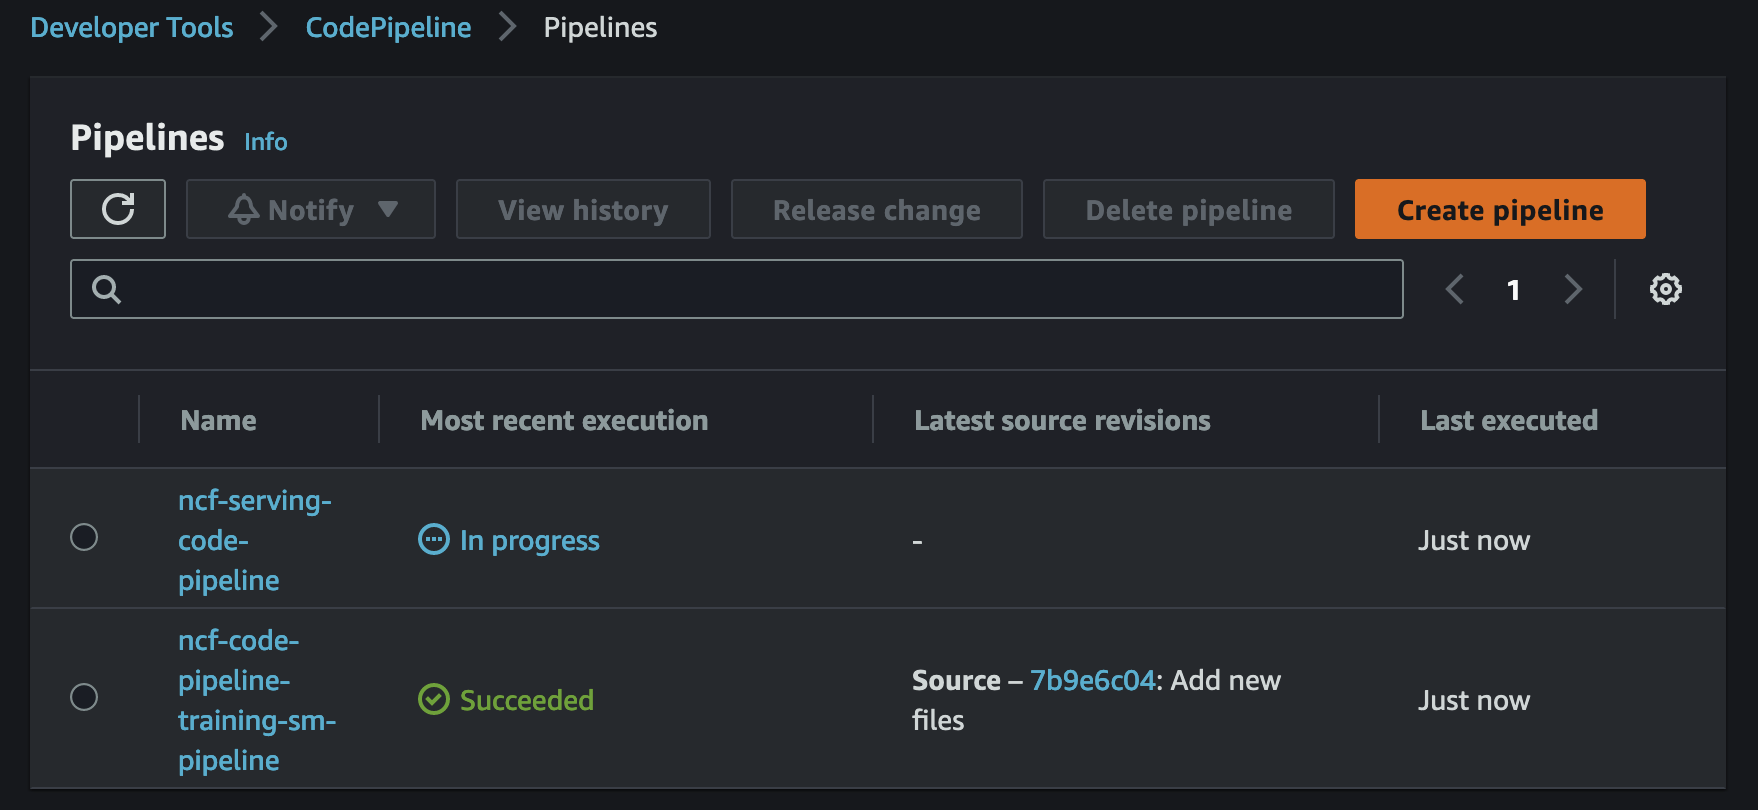 Developer Tools > CodePipeline > Pipelines
Pipelines Info
Notify View history Release change Delete pipeline Create pipeline
1
Name Most recent execution Latest source revisions Last executed
ncf-serving-
code-
pipeline
In progress
-
Just now
ncf-code-
pipeline-
training-sm-
pipeline
Succeeded
Source – 7b9e6c04: Add new
files
Just now